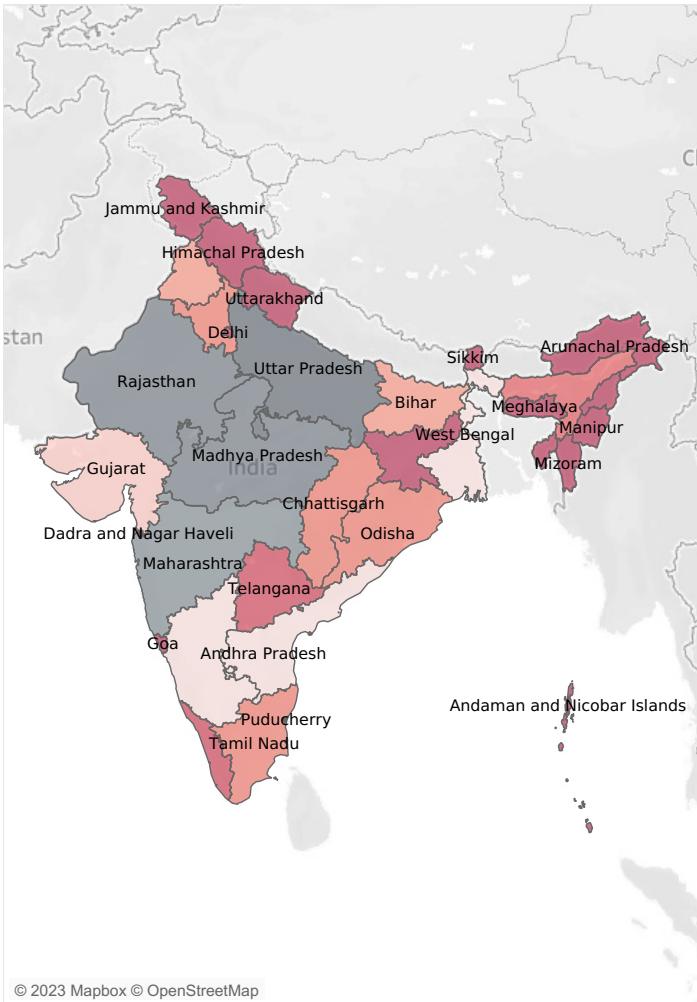 Jammu and Kashmir
Himachal Pradesh
Uttarakhand
Delhi
stan
Sikkim
Arunachal Pradesh
Uttar Pradesh
Rajasthan
Bihar
Meghalaya
Manipur
West Bengal
Madhya Pradesh
India
Gujarat
Mizoram
Chhattisgarh
Dadra and Nagar Haveli
Odisha
Maharashtra
Telangana
Goa
Andhra Pradesh
Andaman and Nicobar Islands
Puducherry
Tamil Nadu
© 2023 Mapbox © OpenStreetMap